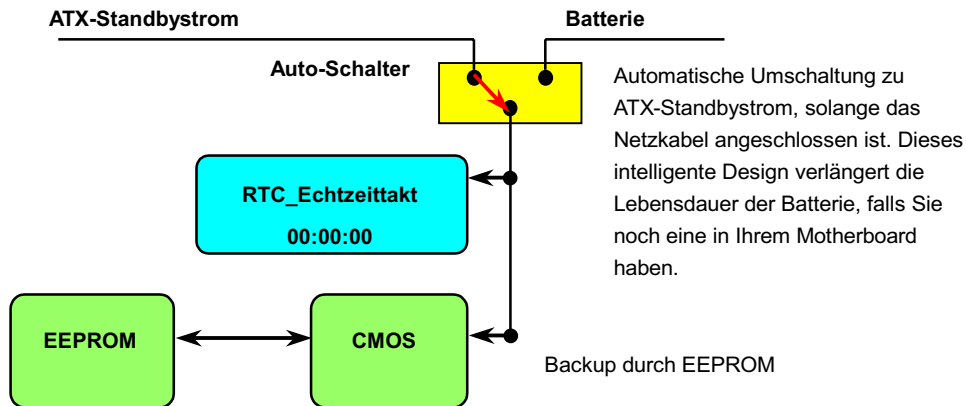 ATX-Standbystrom
Batterie
Auto-Schalter
Automatische Umschaltung zu
ATX-Standbystrom, solange das
Netzkabel angeschlossen ist. Dieses
intelligente Design verlängert die
Lebensdauer der Batterie, falls Sie
noch eine in Ihrem Motherboard
haben.
RTC_Echtzeittakt
00:00:00
EEPROM
CMOS
Backup durch EEPROM